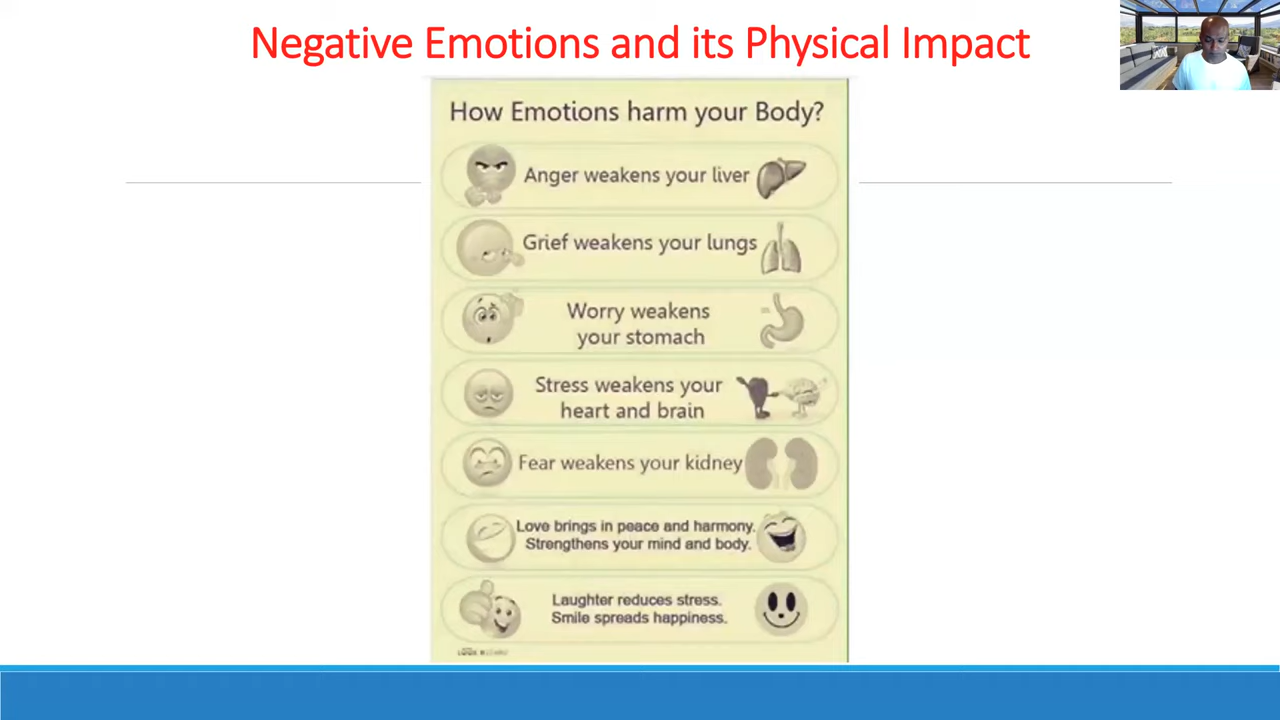 Negative Emotions and its Physical Impact
How Emotions harm your Body?
Anger weakens your liver
Grief weakens your lungs
Worry weakens
your stomach
Stress weakens your
heart and brain
Fear weakens your kidney
Love brings in peace and harmony.
Strengthens your mind and body.
Laughter reduces stress.
Smile spreads happiness.